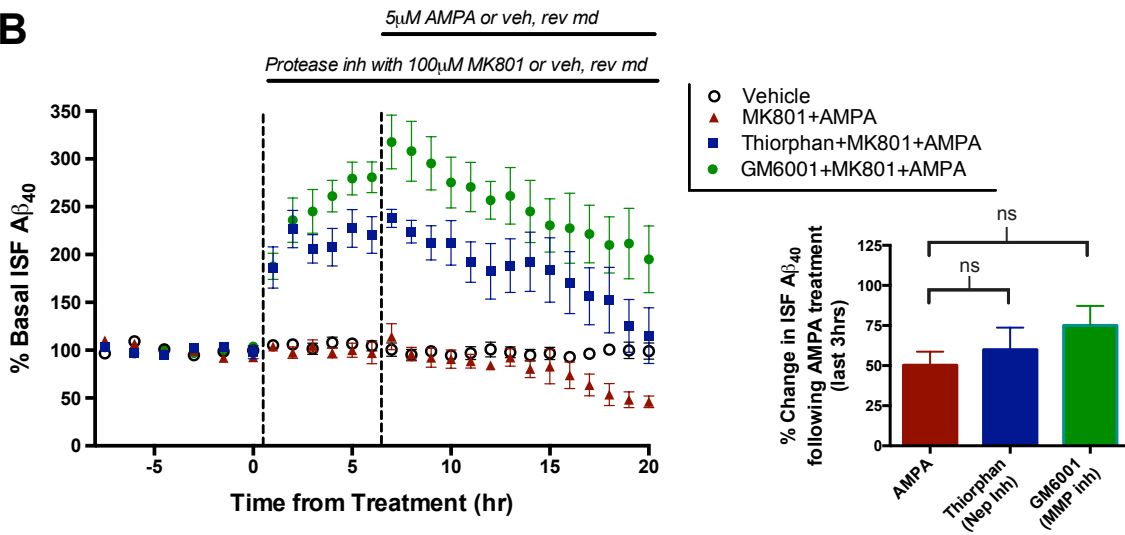 B
5μM AMPA or veh, rev md
Protease inh with 100μM MK801 or veh, rev md
Vehicle
MK801+AMPA
Thiorphan+MK801+AMPA
GM6001+MK801+AMPA
% Basal ISF Aβ40
350
300
250
200
150
100
50
0
-5
0
5
10
15
20
Time from Treatment (hr)
% Change in ISF Aβ40
following AMPA treatment
(last 3hrs)
125
100
75
50
25
0
ns
ns
AMPA
Thiorphan
(Nep Inh)
GM6001
(MMP inh)